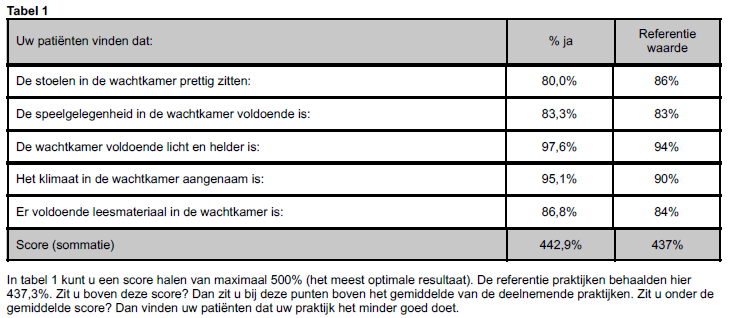 Tabel 1
Uw patiënten vinden dat: % ja Referentie waarde
De stoelen in de wachtkamer prettig zitten: 80,0% 86%
De speelgelegenheid in de wachtkamer voldoende is: 83,3% 83%
De wachtkamer voldoende licht en helder is: 97,6% 94%
Het klimaat in de wachtkamer aangenaam is: 95,1% 90%
Er voldoende leesmateriaal in de wachtkamer is: 86,8% 84%
Score (sommatie) 442,9% 437%
In tabel 1 kunt u een score halen van maximaal 500% (het meest optimale resultaat). De referentie praktijken behaalden hier
437,3%. Zit u boven deze score? Dan zit u bij deze punten boven het gemiddelde van de deelnemende praktijken. Zit u onder de
gemiddelde score? Dan vinden uw patiënten dat uw praktijk het minder goed doet.